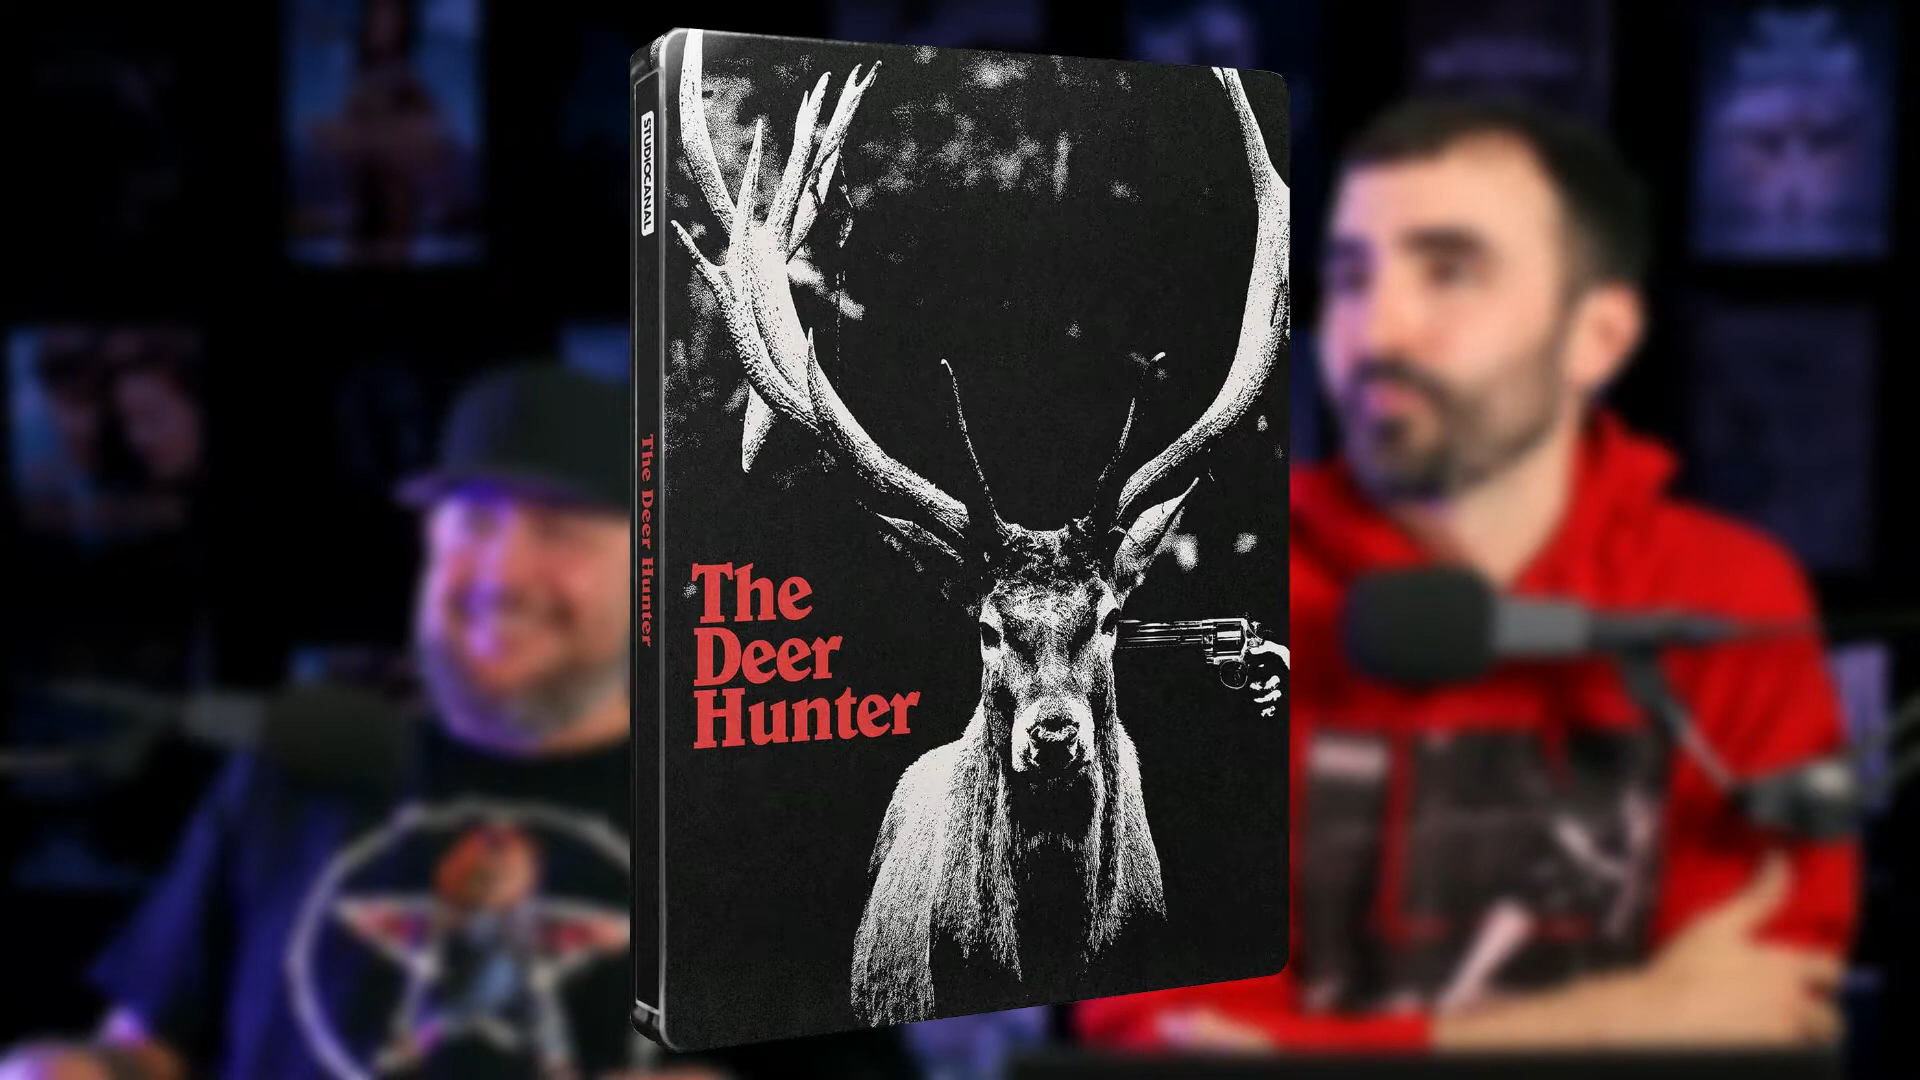 STUDIOCANAL
The Deer Hunter
The
Deer
Hunter